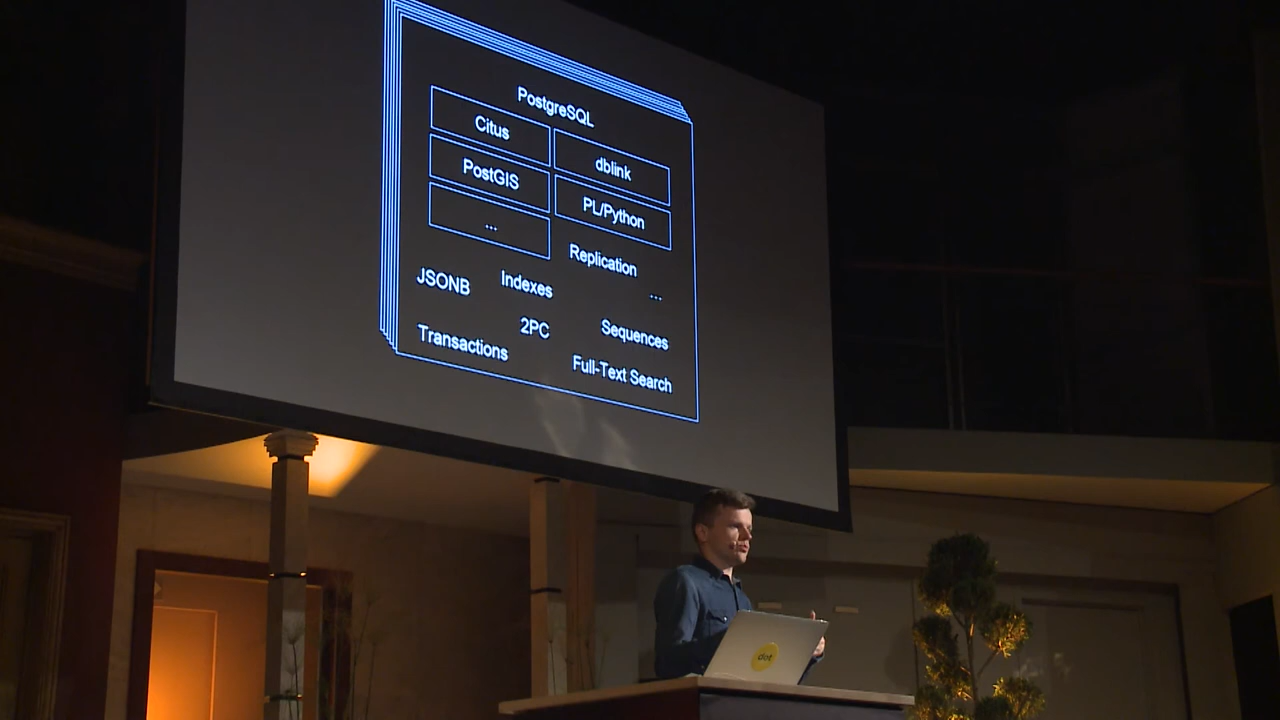 PostgreSQL
Citus
dblink
PostGIS
PL/Python
...
Replication
JSONB
Indexes
...
2PC
Sequences
Transactions
Full-Text Search
dot